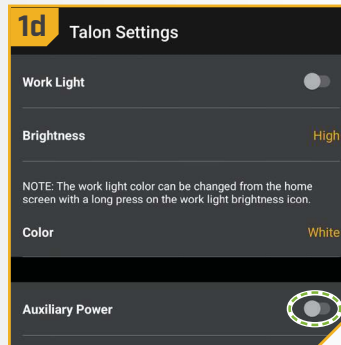 1d
Talon Settings
Work Light
Brightness High
NOTE: The work light color can be changed from the home
screen with a long press on the work light brightness icon.
Color White
Auxiliary Power